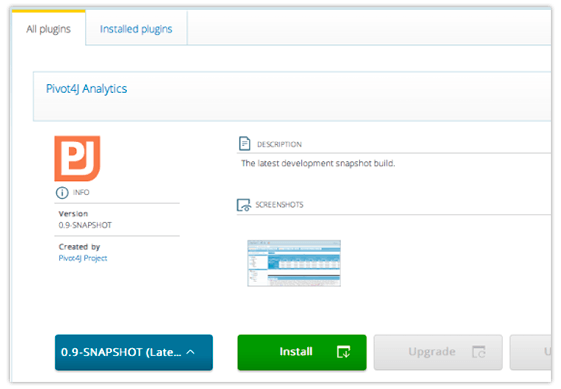 All plugins
Installed plugins
Pivot4J Analytics
PJ
INFO
Version
0.9-SNAPSHOT
Created by
Pivot4J Project
DESCRIPTION
The latest development snapshot build.
SCREENSHOTS
0.9-SNAPSHOT (Late...
Install
Upgrade
U